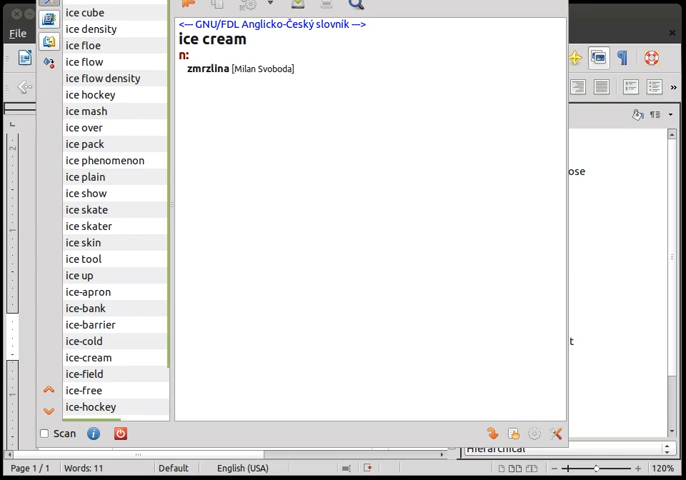 File
ice cube
ice density
ice floe
ice flow
ice flow density
ice hockey
ice mash
ice over
ice pack
ice phenomenon
ice plain
ice show
ice skate
ice skater
ice skin
ice tool
ice up
ice-apron
ice-bank
ice-barrier
ice-cold
ice-cream
ice-field
ice-free
ice-hockey
Scan
<--- GNU/FDL Anglicko-Český slovník --->
ice cream
n:
zmrzlina [Milan Svoboda]
ose
t
Hierarchical
Page 1 / 1
Words: 11
Default
English (USA)
120%